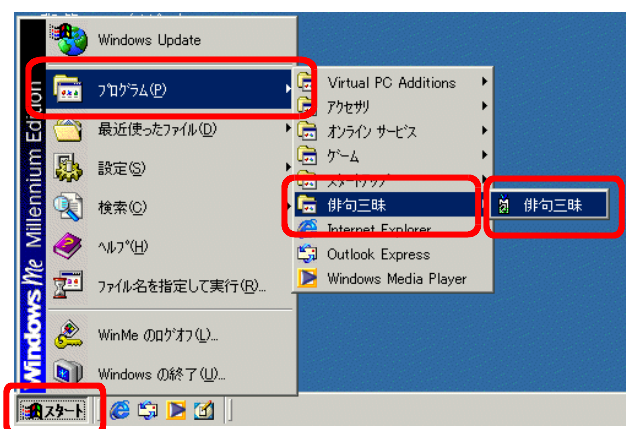 Windows Update
ﾌﾟﾛｸﾞﾗﾑ(P)
最近使ったﾌｧｲﾙ(D)
設定(S)
検索(C)
ﾍﾙﾌﾟ(H)
ﾌｧｲﾙ名を指定して実行(R)...
WinMe のﾛｸﾞｵﾌ(L)...
Windows の終了(U)...
Windows Me Millennium Edition
Virtual PC Additions
ｱｸｾｻﾘ
ｵﾝﾗｲﾝ ｻｰﾋﾞｽ
ｹﾞｰﾑ
ｽﾀｰﾄｱｯﾌﾟ
俳句三昧
Internet Explorer
Outlook Express
Windows Media Player
俳句三昧
ｽﾀｰﾄ